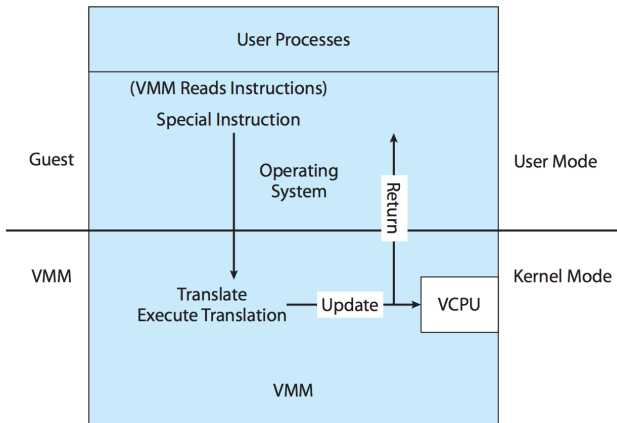 User Processes
(VMM Reads Instructions)
Special Instruction
Guest
Operating
System
Return
User Mode
VMM
Kernel Mode
Translate
Execute Translation
Update
VCPU
VMM